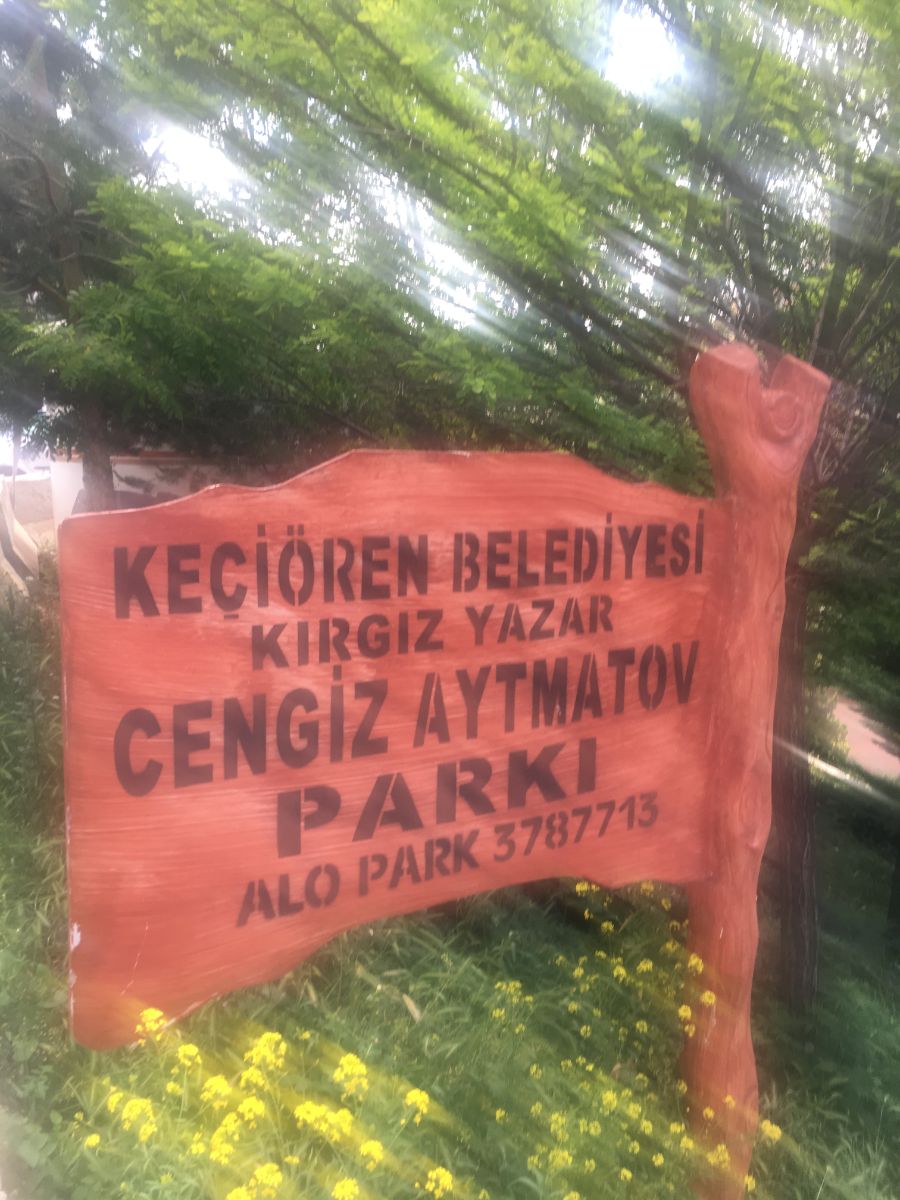 KEÇİÖREN BELEDİYESİ
KIRGIZ YAZAR
CENGİZ AYTMATOV
PARKI
ALO PARK 3787713